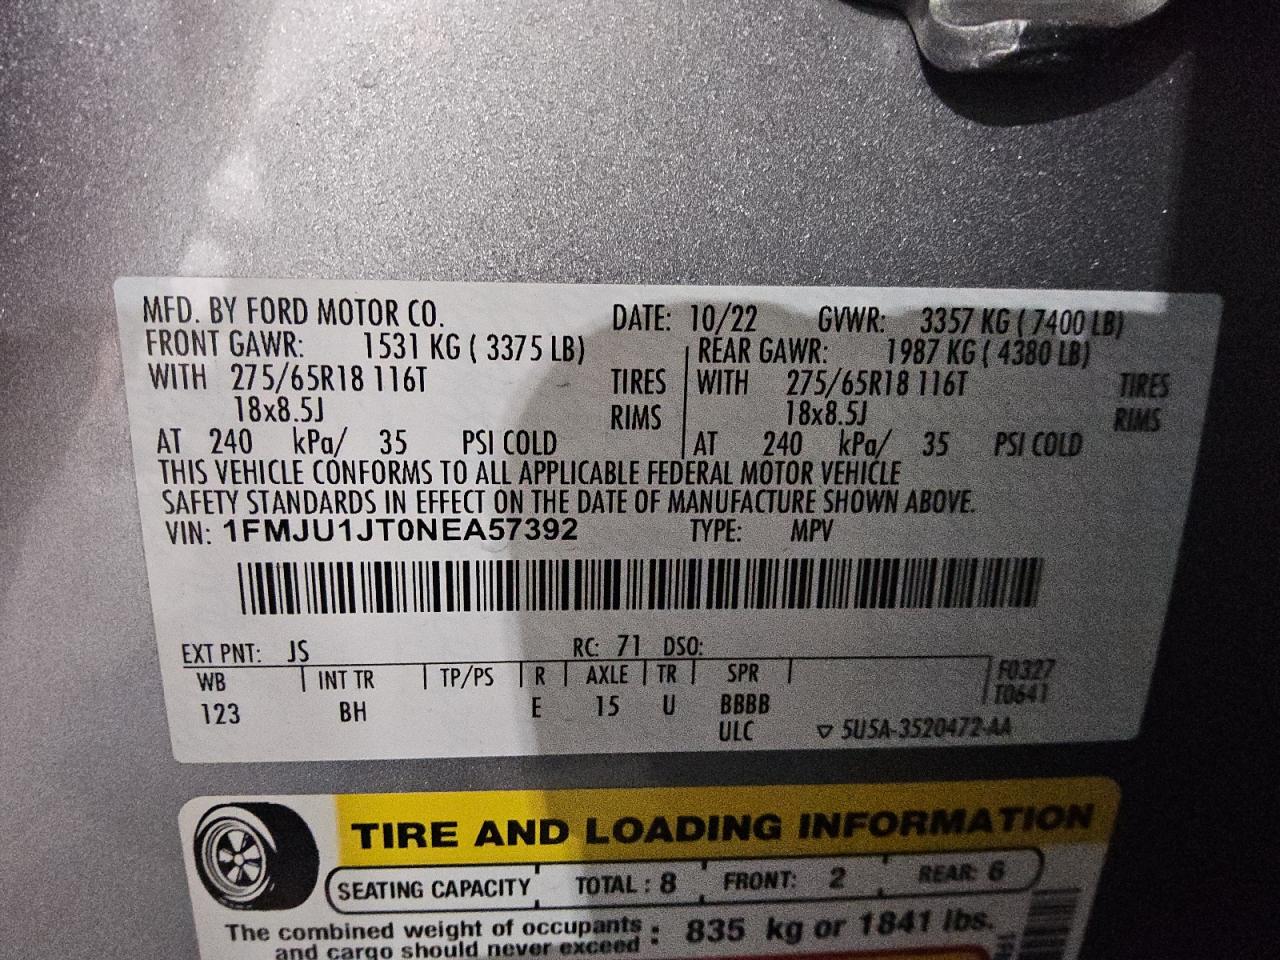 MFD. BY FORD MOTOR CO. DATE: 10/22 GVWR: 3357 KG ( 7400 LB)
FRONT GAWR: 1531 KG ( 3375 LB) REAR GAWR: 1987 KG ( 4380 LB)
WITH 275/65R18 116T TIRES WITH 275/65R18 116T TIRES
18x8.5J RIMS 18x8.5J RIMS
AT 240 kPa/ 35 PSI COLD AT 240 kPa/ 35 PSI COLD
THIS VEHICLE CONFORMS TO ALL APPLICABLE FEDERAL MOTOR VEHICLE
SAFETY STANDARDS IN EFFECT ON THE DATE OF MANUFACTURE SHOWN ABOVE.
VIN: 1FMJU1JT0NEA57392 TYPE: MPV
EXT PNT: JS RC: 71 DSO:
WB INT TR TP/PS R AXLE TR SPR F0327
123 BH E 15 U BBBB T0641
ULC ▽ 5U5A-3520472-AA
TIRE AND LOADING INFORMATION
SEATING CAPACITY TOTAL : 8 FRONT: 2 REAR: 6
The combined weight of occupants : 835 kg or 1841 lbs.
and cargo should never exceed